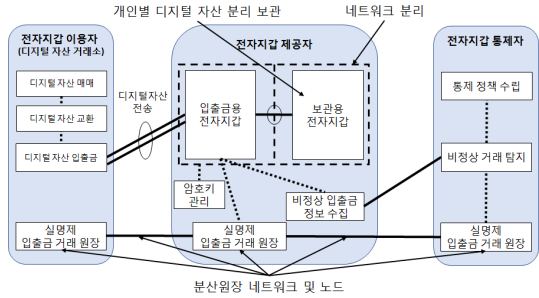 개인별 디지털 자산 분리 보관
네트워크 분리
전자지갑 이용자
(디지털 자산 거래소)
전자지갑 제공자
전자지갑 통제자
디지털자산 매매
디지털자산 교환
디지털자산 입출금
디지털자산
전송
입출금용
전자지갑
보관용
전자지갑
통제 정책 수립
비정상 거래 탐지
암호키
관리
비정상 입출금
정보 수집
실명제
입출금 거래 원장
실명제
입출금 거래 원장
실명제
입출금 거래 원장
분산원장 네트워크 및 노드